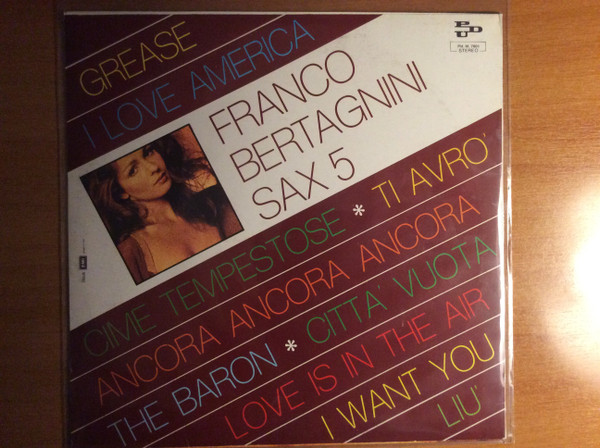 PDU
STEREO
GREASE
I LOVE AMERICA
FRANCO
BERTAGNINI
SAX 5
CIME TEMPESTOSE * TI AVRO'
ANCORA ANCORA ANCORA
THE BARON * CITTA' VUOTA
LOVE IS IN THE AIR
I WANT YOU
LIU'